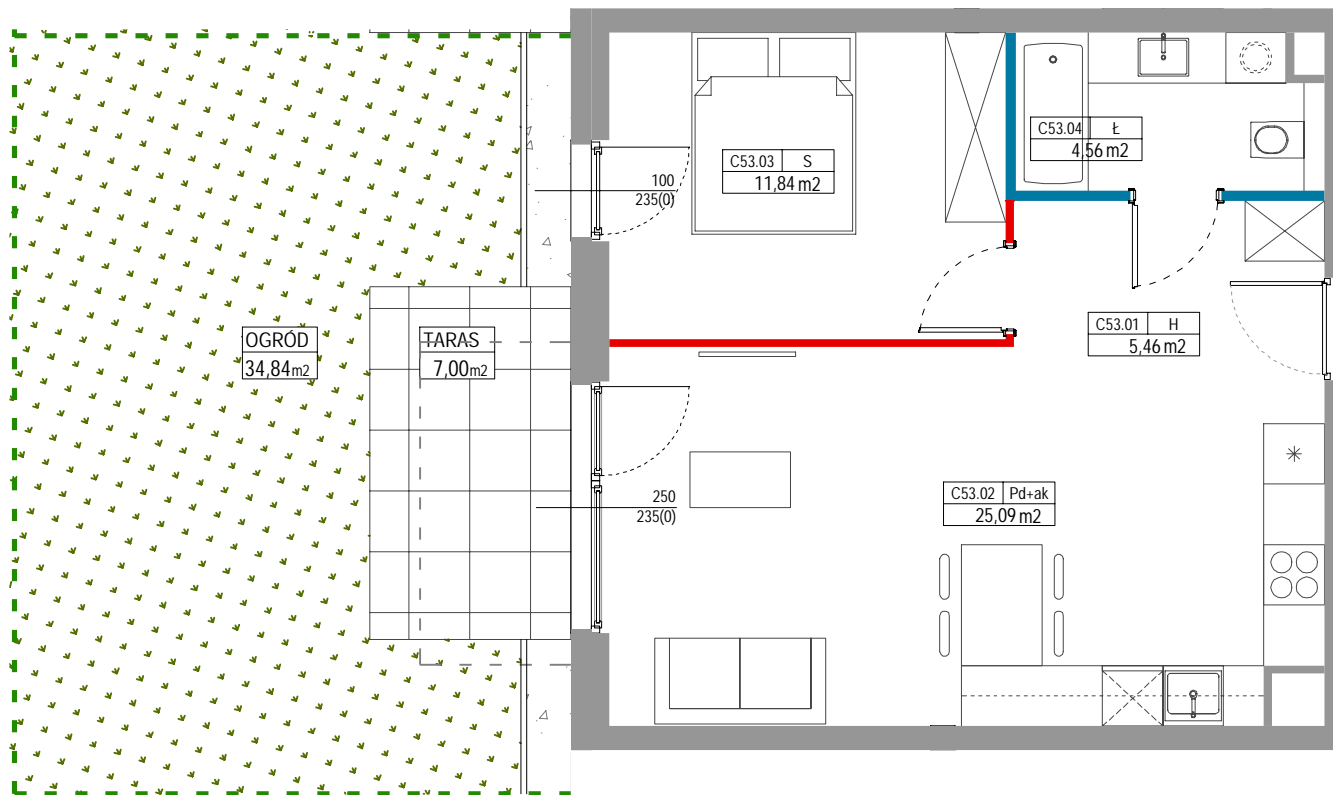 C53.04 Ł
4,56 m2
C53.03 S
11,84 m2
100
235(0)
OGRÓD
34,84m2
TARAS
7,00m2
C53.01 H
5,46 m2
250
235(0)
C53.02 Pd+ak
25,09 m2